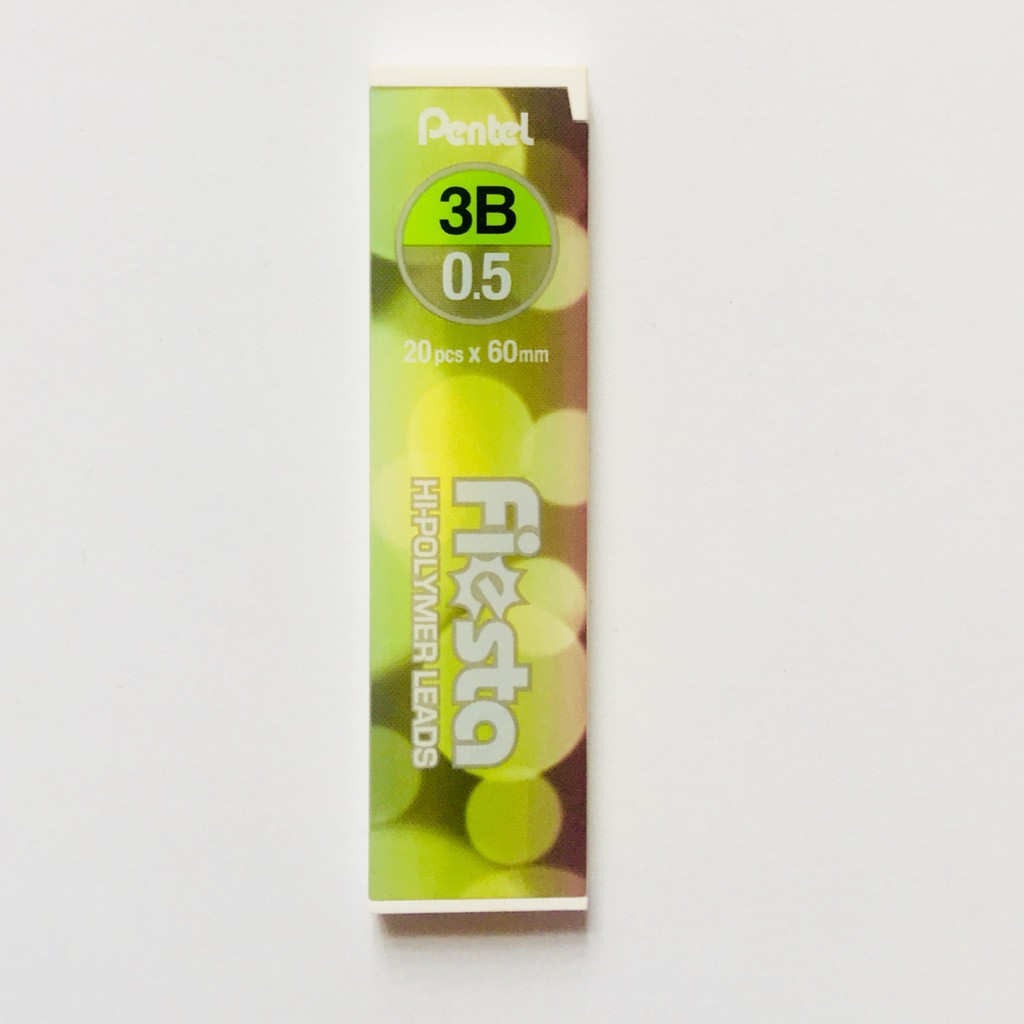 Pentel
3B
0.5
20 pcs x 60mm
Fiesta
HI-POLYMER LEADS